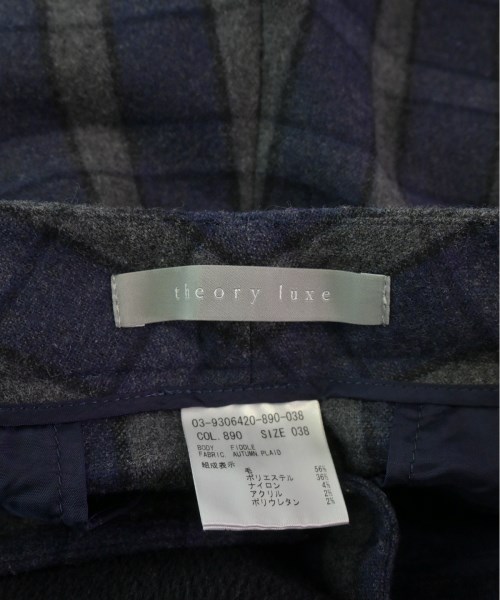 theory luxe
03-9306420-890-038
COL. 890 SIZE 038
BODY FIDDLE
FABRIC. AUTUMN PLAID
組成表示
毛 56%
ポリエステル 36%
ナイロン 4%
アクリル 2%
ポリウレタン 2%